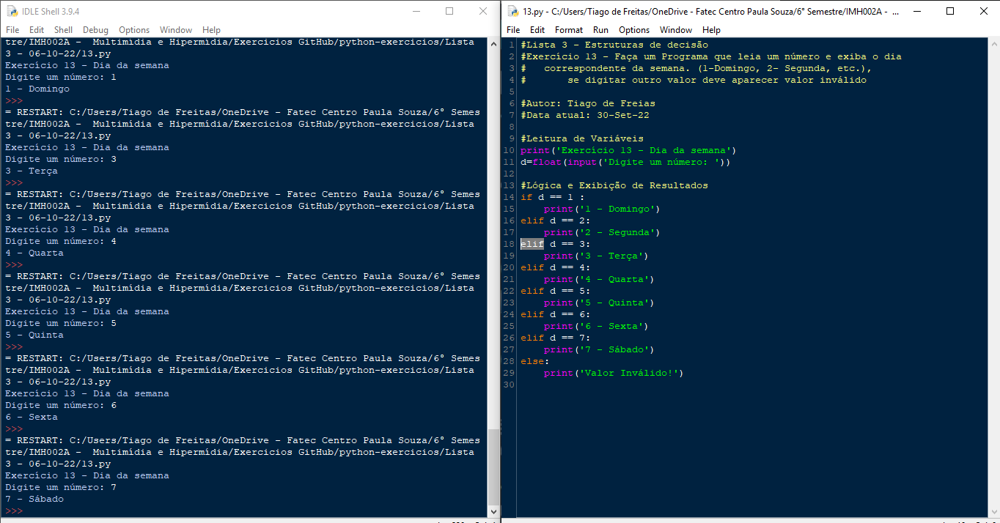 IDLE Shell 3.9.4
File Edit Shell Debug Options Window Help
tre/IMH002A -  Multimídia e Hipermídia/Exercicios GitHub/python-exercicios/Lista
3 - 06-10-22/13.py
Exercício 13 - Dia da semana
Digite um número: 1
1 - Domingo
>>>
= RESTART: C:/Users/Tiago de Freitas/OneDrive - Fatec Centro Paula Souza/6° Semes
tre/IMH002A -  Multimídia e Hipermídia/Exercicios GitHub/python-exercicios/Lista
3 - 06-10-22/13.py
Exercício 13 - Dia da semana
Digite um número: 3
3 - Terça
>>>
= RESTART: C:/Users/Tiago de Freitas/OneDrive - Fatec Centro Paula Souza/6° Semes
tre/IMH002A -  Multimídia e Hipermídia/Exercicios GitHub/python-exercicios/Lista
3 - 06-10-22/13.py
Exercício 13 - Dia da semana
Digite um número: 4
4 - Quarta
>>>
= RESTART: C:/Users/Tiago de Freitas/OneDrive - Fatec Centro Paula Souza/6° Semes
tre/IMH002A -  Multimídia e Hipermídia/Exercicios GitHub/python-exercicios/Lista
3 - 06-10-22/13.py
Exercício 13 - Dia da semana
Digite um número: 5
5 - Quinta
>>>
= RESTART: C:/Users/Tiago de Freitas/OneDrive - Fatec Centro Paula Souza/6° Semes
tre/IMH002A -  Multimídia e Hipermídia/Exercicios GitHub/python-exercicios/Lista
3 - 06-10-22/13.py
Exercício 13 - Dia da semana
Digite um número: 6
6 - Sexta
>>>
= RESTART: C:/Users/Tiago de Freitas/OneDrive - Fatec Centro Paula Souza/6° Semes
tre/IMH002A -  Multimídia e Hipermídia/Exercicios GitHub/python-exercicios/Lista
3 - 06-10-22/13.py
Exercício 13 - Dia da semana
Digite um número: 7
7 - Sábado
>>>
13.py - C:/Users/Tiago de Freitas/OneDrive - Fatec Centro Paula Souza/6° Semestre/IMH002A - ...
File Edit Format Run Options Window Help
1 #Lista 3 - Estruturas de decisão
2 #Exercício 13 - Faça um Programa que leia um número e exiba o dia
3 #   correspondente da semana. (1-Domingo, 2- Segunda, etc.),
4 #       se digitar outro valor deve aparecer valor inválido
5
6 #Autor: Tiago de Freias
7 #Data atual: 30-Set-22
8
9 #Leitura de Variáveis
10 print('Exercício 13 - Dia da semana')
11 d=float(input('Digite um número: '))
12
13 #Lógica e Exibição de Resultados
14 if d == 1 :
15     print('1 - Domingo')
16 elif d == 2:
17     print('2 - Segunda')
18 elif d == 3:
19     print('3 - Terça')
20 elif d == 4:
21     print('4 - Quarta')
22 elif d == 5:
23     print('5 - Quinta')
24 elif d == 6:
25     print('6 - Sexta')
26 elif d == 7:
27     print('7 - Sábado')
28 else:
29     print('Valor Inválido!')
30